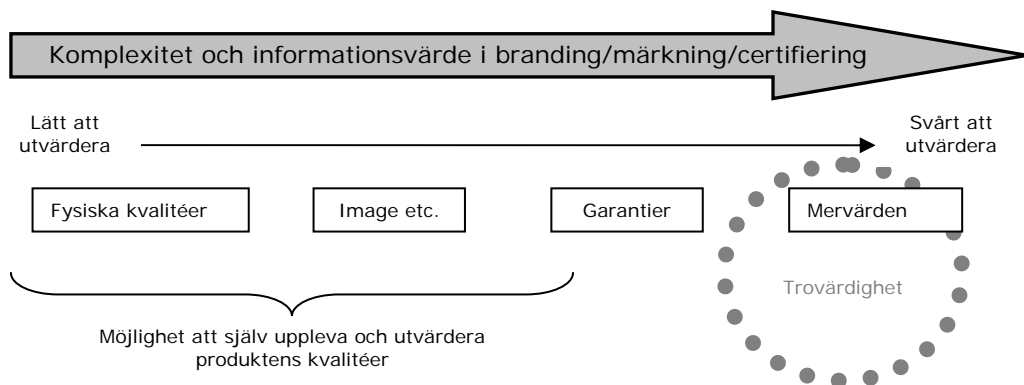 Komplexitet och informationsvärde i branding/märkning/certifiering
Lätt att
utvärdera
Svårt att
utvärdera
Fysiska kvalitéer
Image etc.
Garantier
Mervärden
Trovärdighet
Möjlighet att själv uppleva och utvärdera
produktens kvalitéer